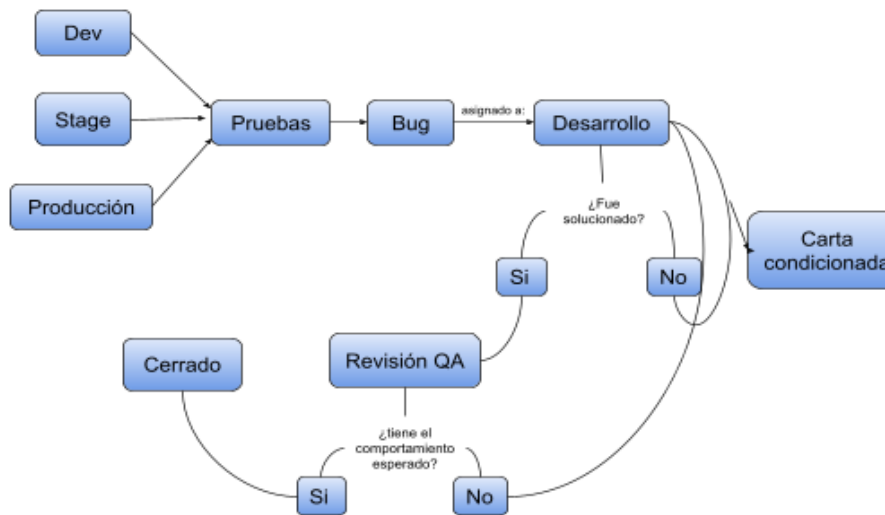 Dev
Stage
Producción
Pruebas
Bug
asignado a:
Desarrollo
¿Fue
solucionado?
Si
No
Carta
condicionada
Cerrado
Revisión QA
¿tiene el
comportamiento
esperado?
Si
No